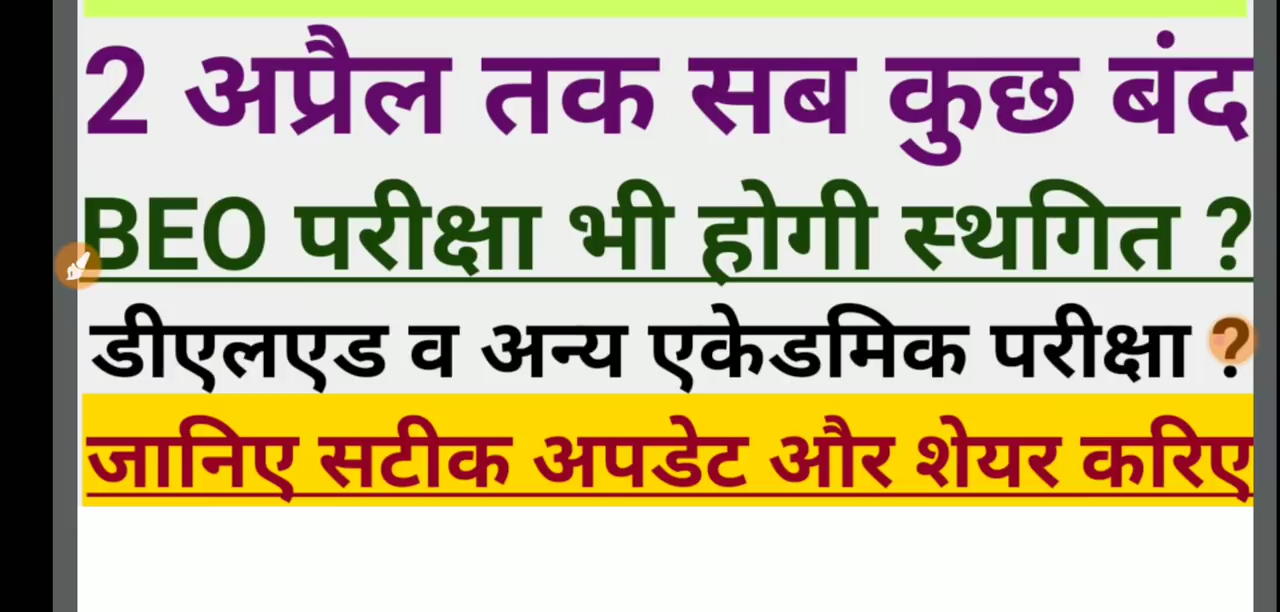 2 अप्रैल तक सब कुछ बंद
BEO परीक्षा भी होगी स्थगित ?
डीएलएड व अन्य एकेडमिक परीक्षा ?
जानिए सटीक अपडेट और शेयर करिए